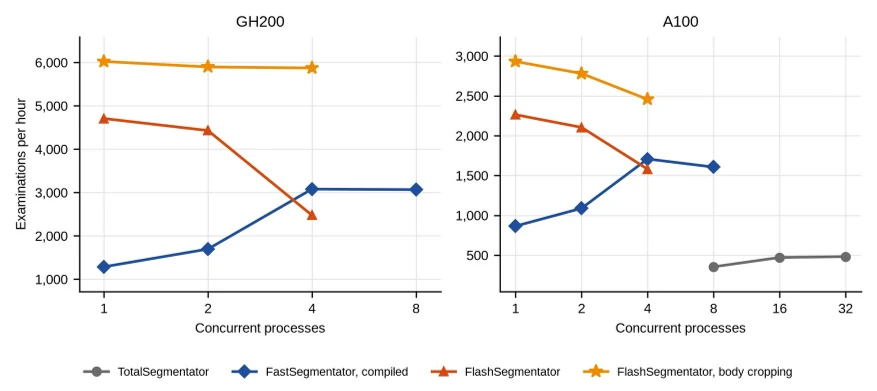 GH200
Examinations per hour
6,000
5,000
4,000
3,000
2,000
1,000
1 2 4 8
Concurrent processes
A100
3,000
2,500
2,000
1,500
1,000
500
1 2 4 8 16 32
Concurrent processes
TotalSegmentator FastSegmentator, compiled FlashSegmentator FlashSegmentator, body cropping